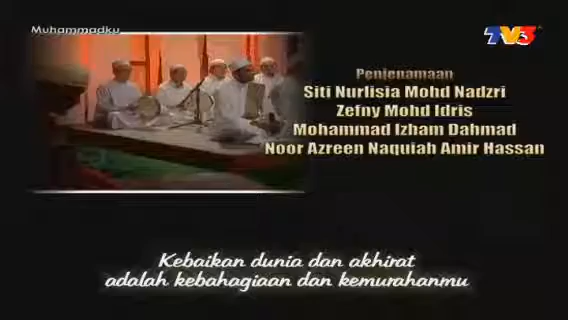 Muhammadku
TV3
Penjenamaan
Siti Nurlisia Mohd Nadzri
Zefny Mohd Idris
Mohammad Izham Dahmad
Noor Azreen Naquiah Amir Hassan
Kebaikan dunia dan akhirat
adalah kebahagiaan dan kemurahanmu